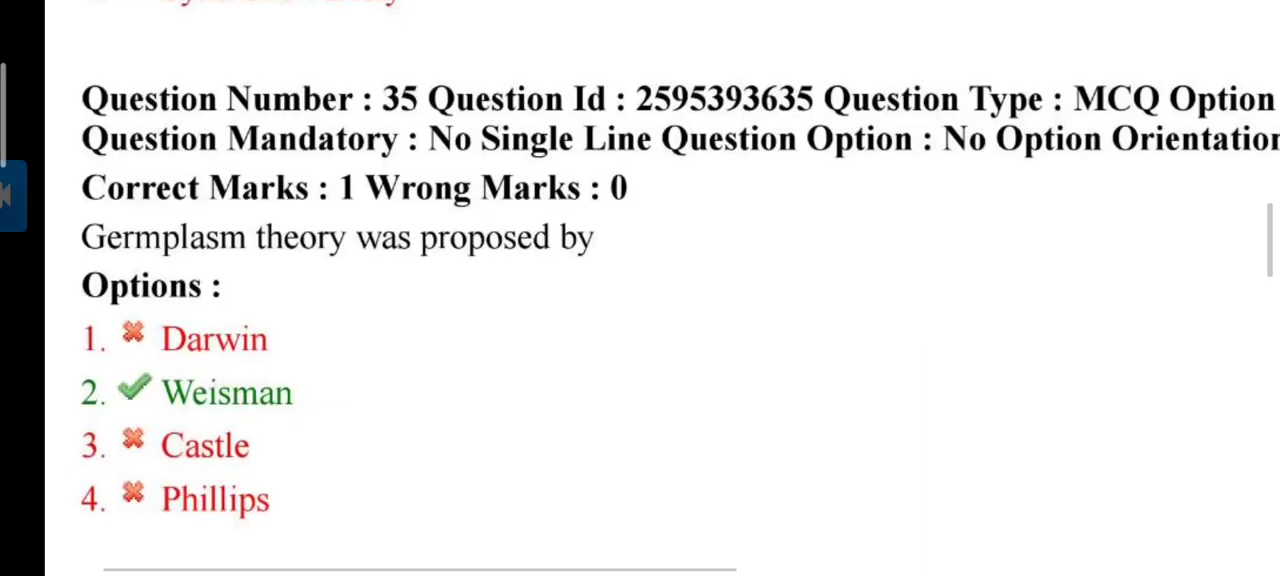 Question Number : 35 Question Id : 2595393635 Question Type : MCQ Option
Question Mandatory : No Single Line Question Option : No Option Orientation
Correct Marks : 1 Wrong Marks : 0
Germplasm theory was proposed by
Options :
1. Darwin
2. Weisman
3. Castle
4. Phillips